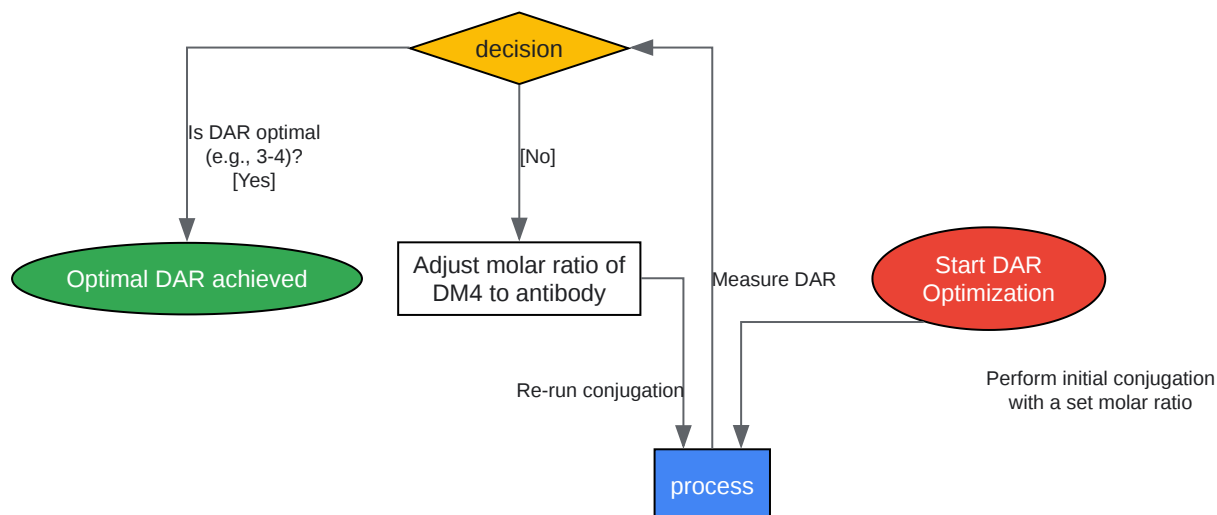 decision
Is DAR optimal
(e.g., 3-4)?
[Yes]
[No]
Optimal DAR achieved
Adjust molar ratio of
DM4 to antibody
Measure DAR
Start DAR
Optimization
Re-run conjugation
Perform initial conjugation
with a set molar ratio
process